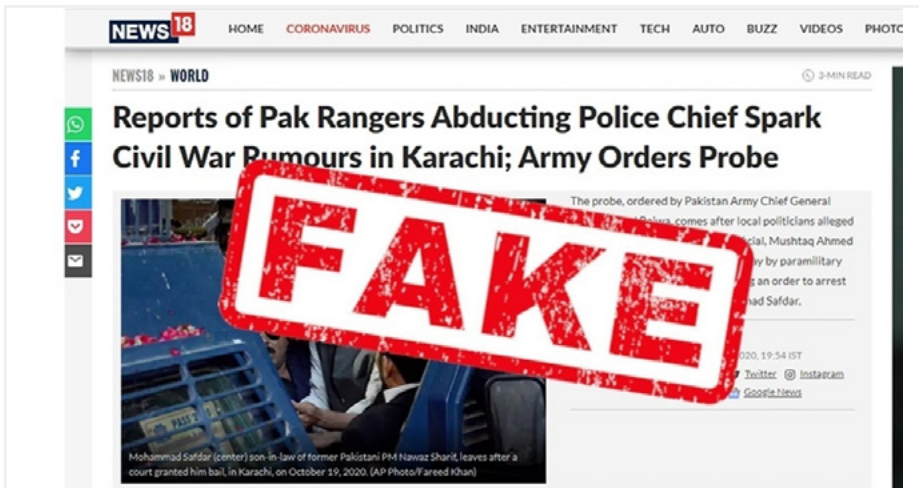 NEWS18 HOME CORONAVIRUS POLITICS INDIA ENTERTAINMENT TECH AUTO BUZZ VIDEOS PHOTO
NEWS18 » WORLD
3-MIN READ
Reports of Pak Rangers Abducting Police Chief Spark
Civil War Rumours in Karachi; Army Orders Probe
FAKE
The probe, ordered by Pakistan Army Chief General
comes after local politicians alleged
Mushtaq Ahmed
by paramilitary
an order to arrest
Safdar.
020, 19:54 IST
Twitter Instagram
Google News
Mohammad Safdar (center) son-in-law of former Pakistani PM Nawaz Sharif, leaves after a
court granted him bail, in Karachi, on October 19, 2020. (AP Photo/Fareed Khan)